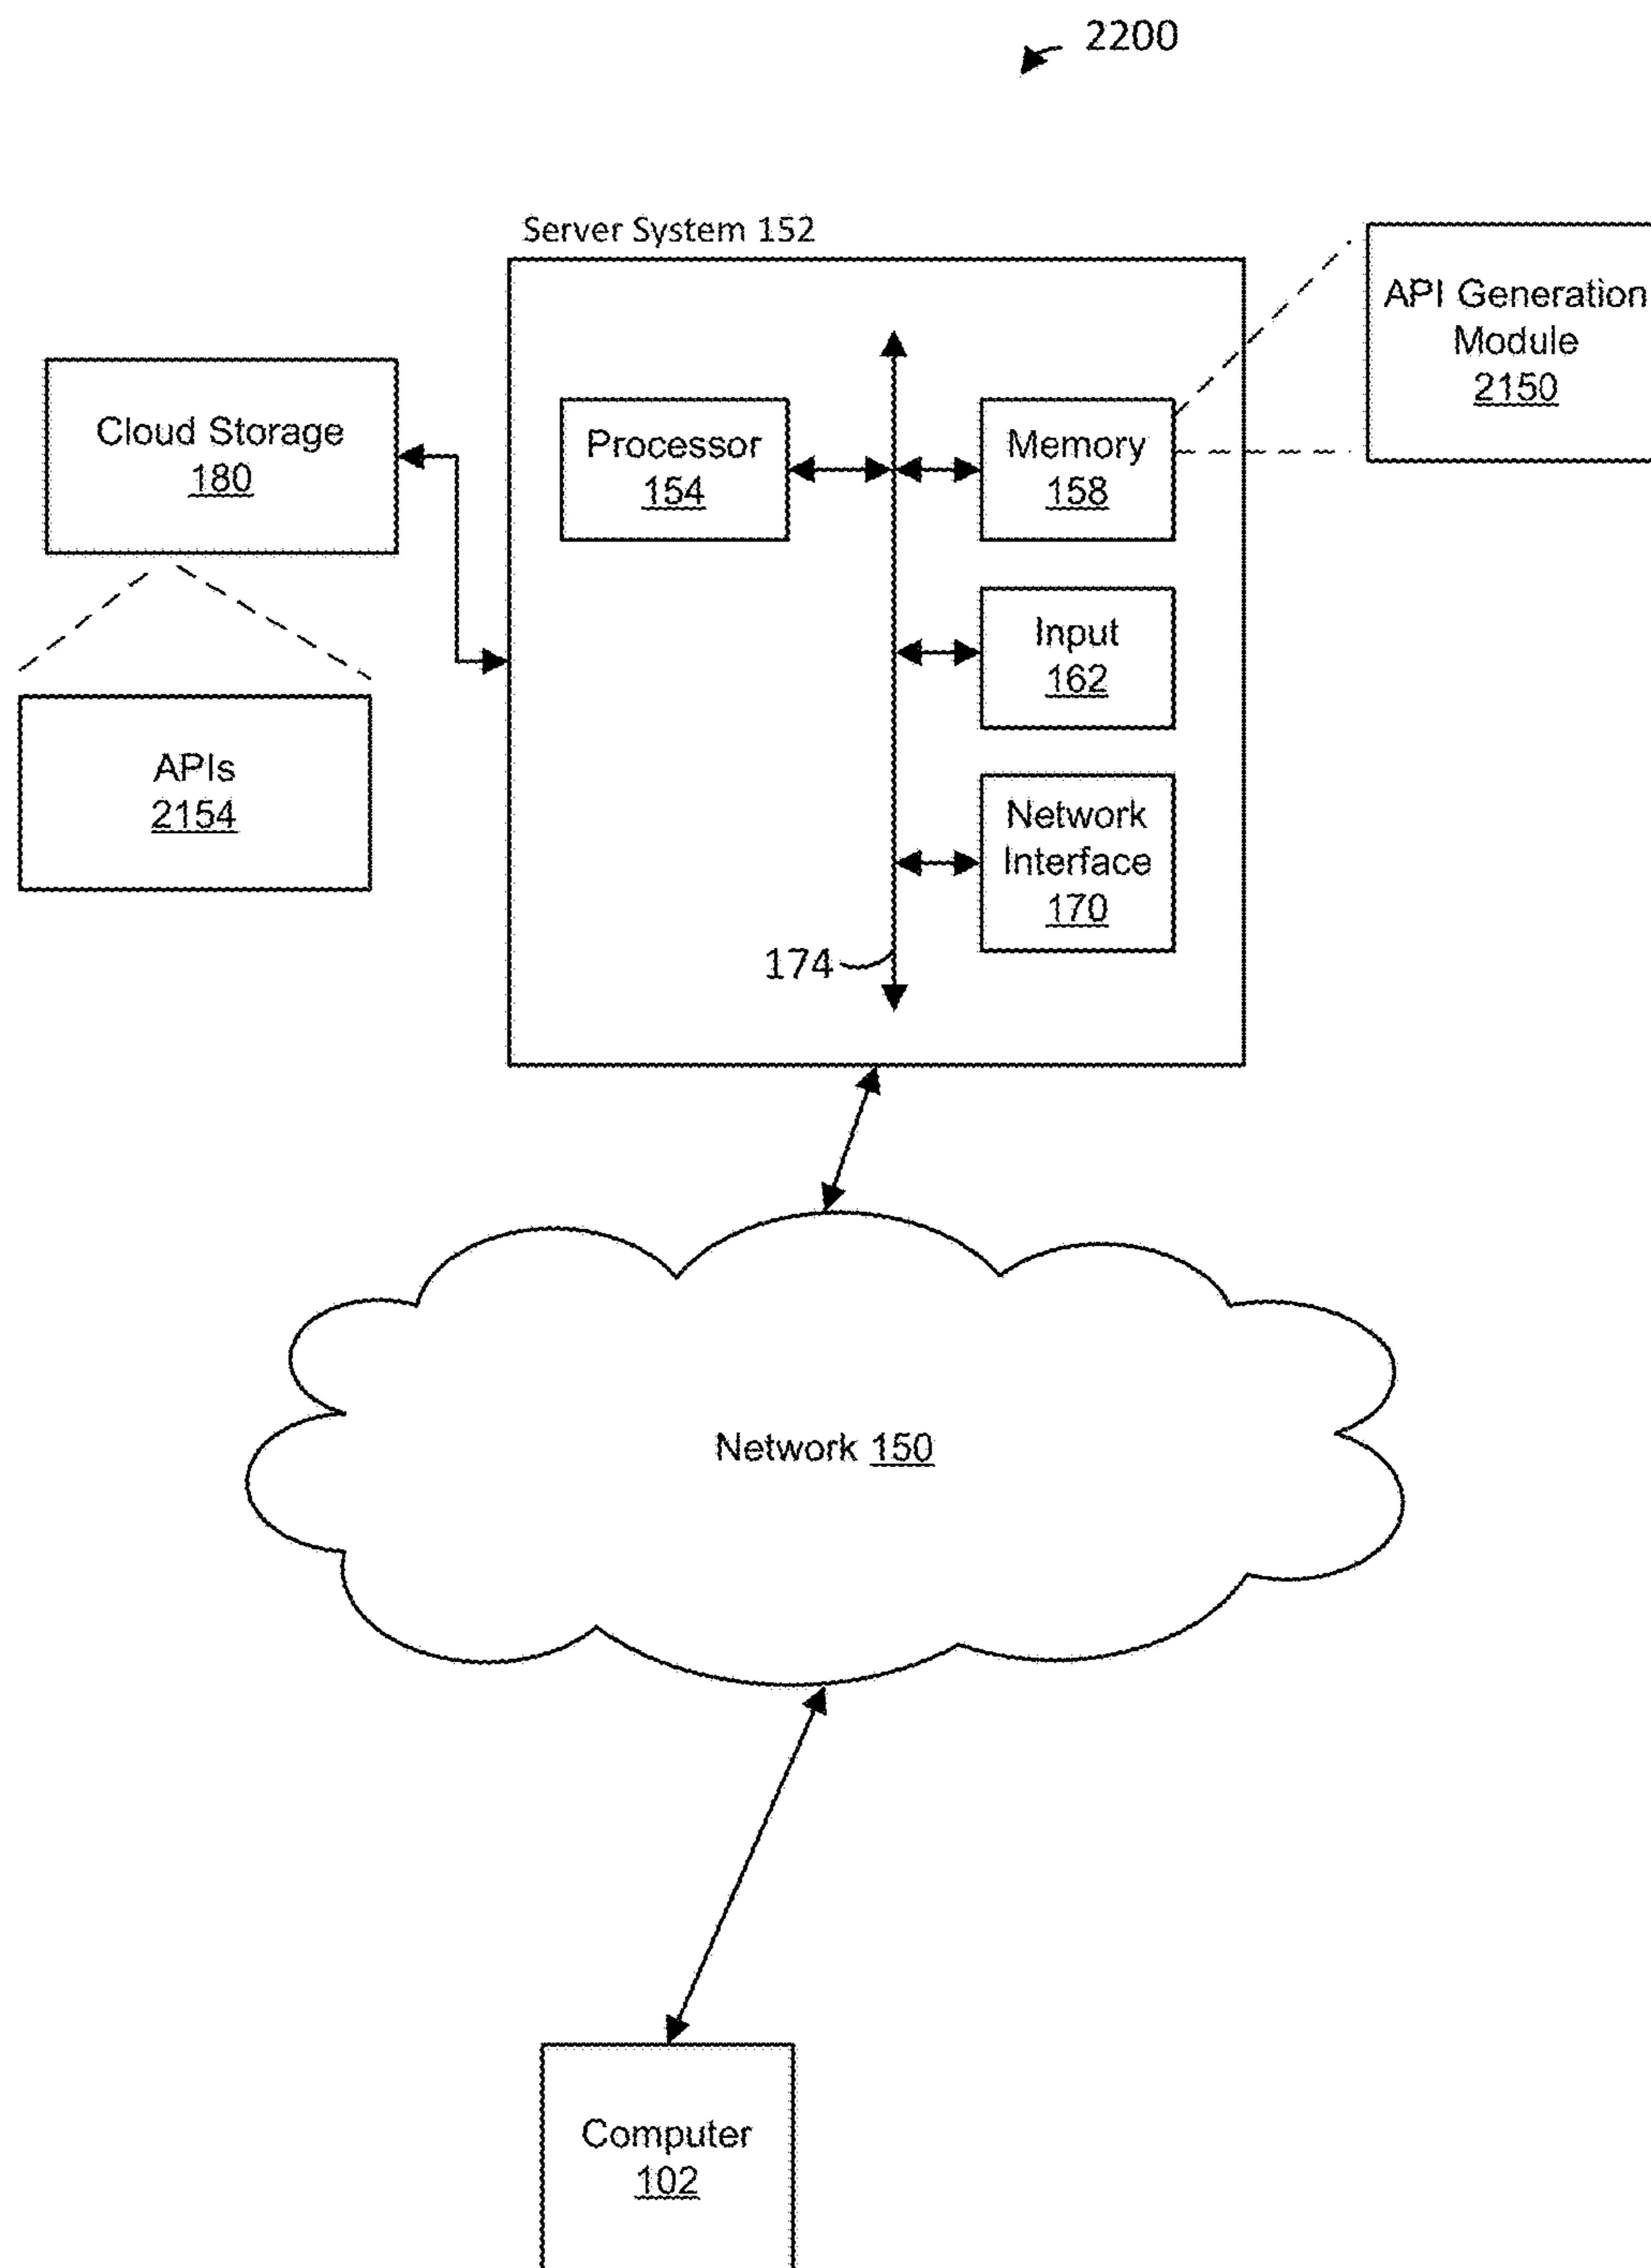 2200
Server System 152
API Generation
Module
2150
Cloud Storage
180
Processor
154
Memory
158
Input
162
APIs
2154
Network
Interface
170
174
Network 150
Computer
102